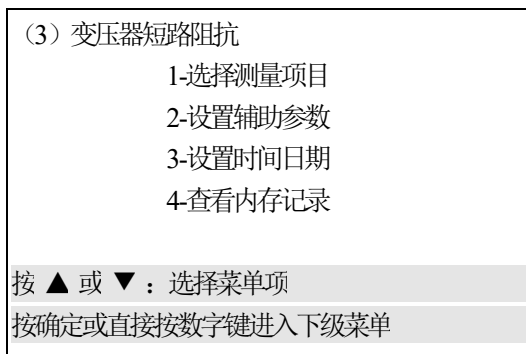 （3）变压器短路阻抗
1-选择测量项目
2-设置辅助参数
3-设置时间日期
4-查看内存记录
按 ▲ 或 ▼ ：选择菜单项
按确定或直接按数字键进入下级菜单